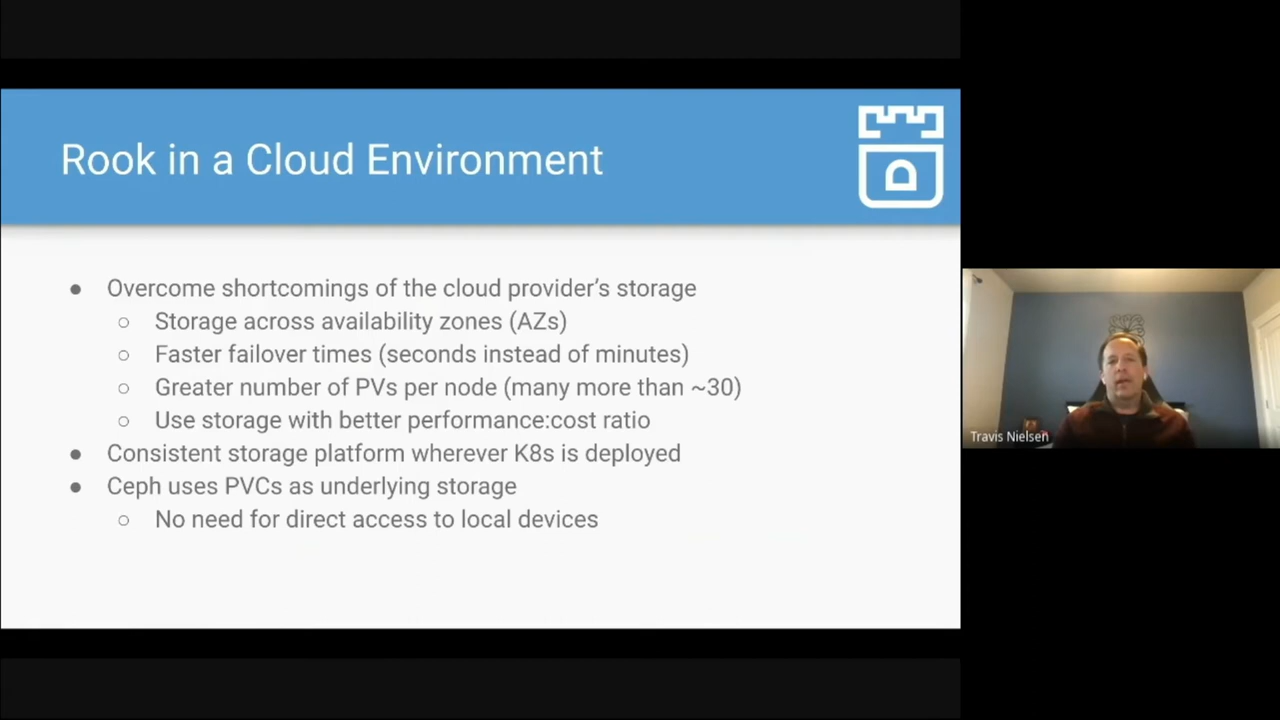 Rook in a Cloud Environment
● Overcome shortcomings of the cloud provider’s storage
○ Storage across availability zones (AZs)
○ Faster failover times (seconds instead of minutes)
○ Greater number of PVs per node (many more than ~30)
○ Use storage with better performance:cost ratio
● Consistent storage platform wherever K8s is deployed
● Ceph uses PVCs as underlying storage
○ No need for direct access to local devices
Travis Nielsen